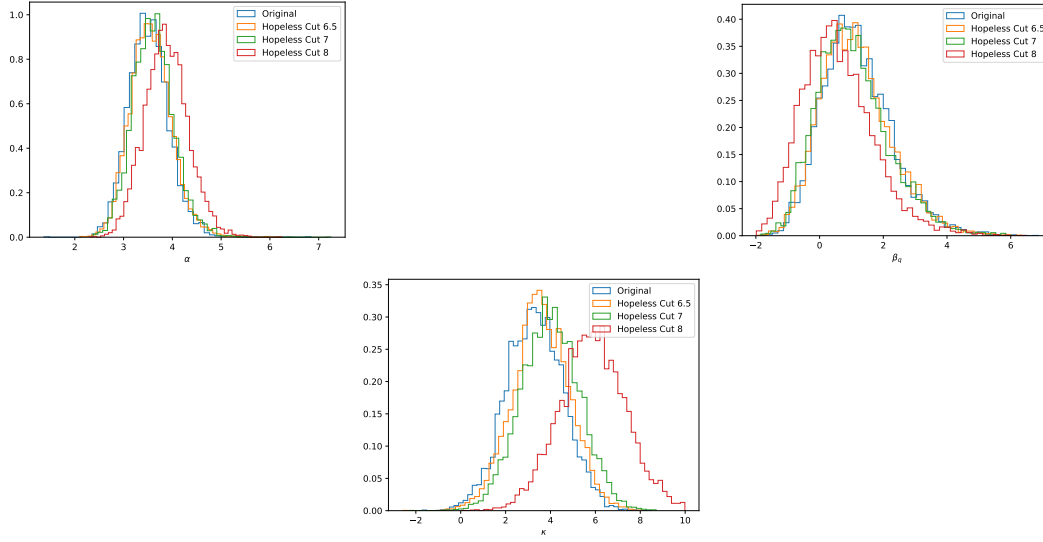 1.0
0.8
0.6
0.4
0.2
0.0
2
3
4
5
6
7
α
Original
Hopeless Cut 6.5
Hopeless Cut 7
Hopeless Cut 8
0.40
0.35
0.30
0.25
0.20
0.15
0.10
0.05
0.00
−2
0
2
4
6
βq
Original
Hopeless Cut 6.5
Hopeless Cut 7
Hopeless Cut 8
0.35
0.30
0.25
0.20
0.15
0.10
0.05
0.00
−2
0
2
4
6
8
10
κ
Original
Hopeless Cut 6.5
Hopeless Cut 7
Hopeless Cut 8